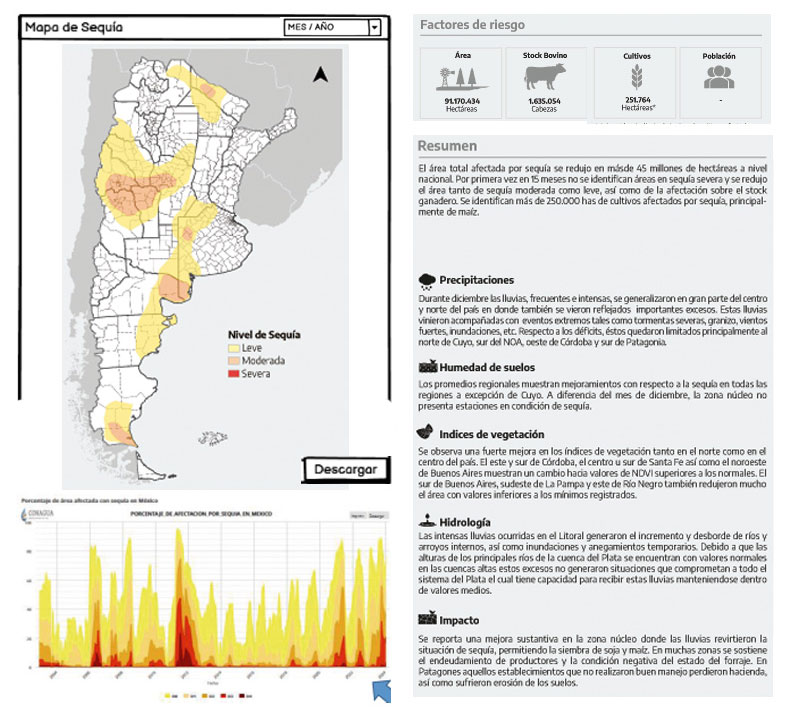 Mapa de Sequía
MES / AÑO
Nivel de Sequía
Leve
Moderada
Severa
Descargar
Porcentaje de área afectada con sequía en México
CONAGUA
PORCENTAJE DE AFECTACION POR SEQUIA EN MEXICO
Factores de riesgo
Área
91.170.434
Hectáreas
Stock Bovino
1.635.054
Cabezas
Cultivos
251.764
Hectáreas*
Población
-
Resumen
El área total afectada por sequía se redujo en másde 45 millones de hectáreas a nivel
nacional. Por primera vez en 15 meses no se identifican áreas en sequía severa y se redujo
el área tanto de sequía moderada como leve, así como de la afectación sobre el stock
ganadero. Se identifican más de 250.000 has de cultivos afectados por sequía, principal-
mente de maíz.
Precipitaciones
Durante diciembre las lluvias, frecuentes e intensas, se generalizaron en gran parte del centro
y norte del país en donde también se vieron reflejados importantes excesos. Estas lluvias
vinieron acompañadas con eventos extremos tales como tormentas severas, granizo, vientos
fuertes, inundaciones, etc. Respecto a los déficits, éstos quedaron limitados principalmente al
norte de Cuyo, sur del NOA, oeste de Córdoba y sur de Patagonia.
Humedad de suelos
Los promedios regionales muestran mejoramientos con respecto a la sequía en todas las
regiones a excepción de Cuyo. A diferencia del mes de diciembre, la zona núcleo no
presenta estaciones en condición de sequía.
Indices de vegetación
Se observa una fuerte mejora en los índices de vegetación tanto en el norte como en el
centro del país. El este y sur de Córdoba, el centro u sur de Santa Fe así como el noroeste
de Buenos Aires muestran un cambio hacia valores de NDVI superiores a los normales. El
sur de Buenos Aires, sudeste de La Pampa y este de Río Negro también redujeron mucho
el área con valores inferiores a los mínimos registrados.
Hidrología
Las intensas lluvias ocurridas en el Litoral generaron el incremento y desborde de ríos y
arroyos internos, así como inundaciones y anegamientos temporarios. Debido a que las
alturas de los principales ríos de la cuenca del Plata se encuentran con valores normales
en las cuencas altas estos excesos no generaron situaciones que comprometan a todo el
sistema del Plata el cual tiene capacidad para recibir estas lluvias manteniendose dentro
de valores medios.
Impacto
Se reporta una mejora sustantiva en la zona núcleo donde las lluvias revirtieron la
situación de sequía, permitiendo la siembra de soja y maíz. En muchas zonas se sostiene
el endeudamiento de productores y la condición negativa del estado del forraje. En
Patagones aquellos establecimientos que no realizaron buen manejo perdieron hacienda,
así como sufrieron erosión de los suelos.